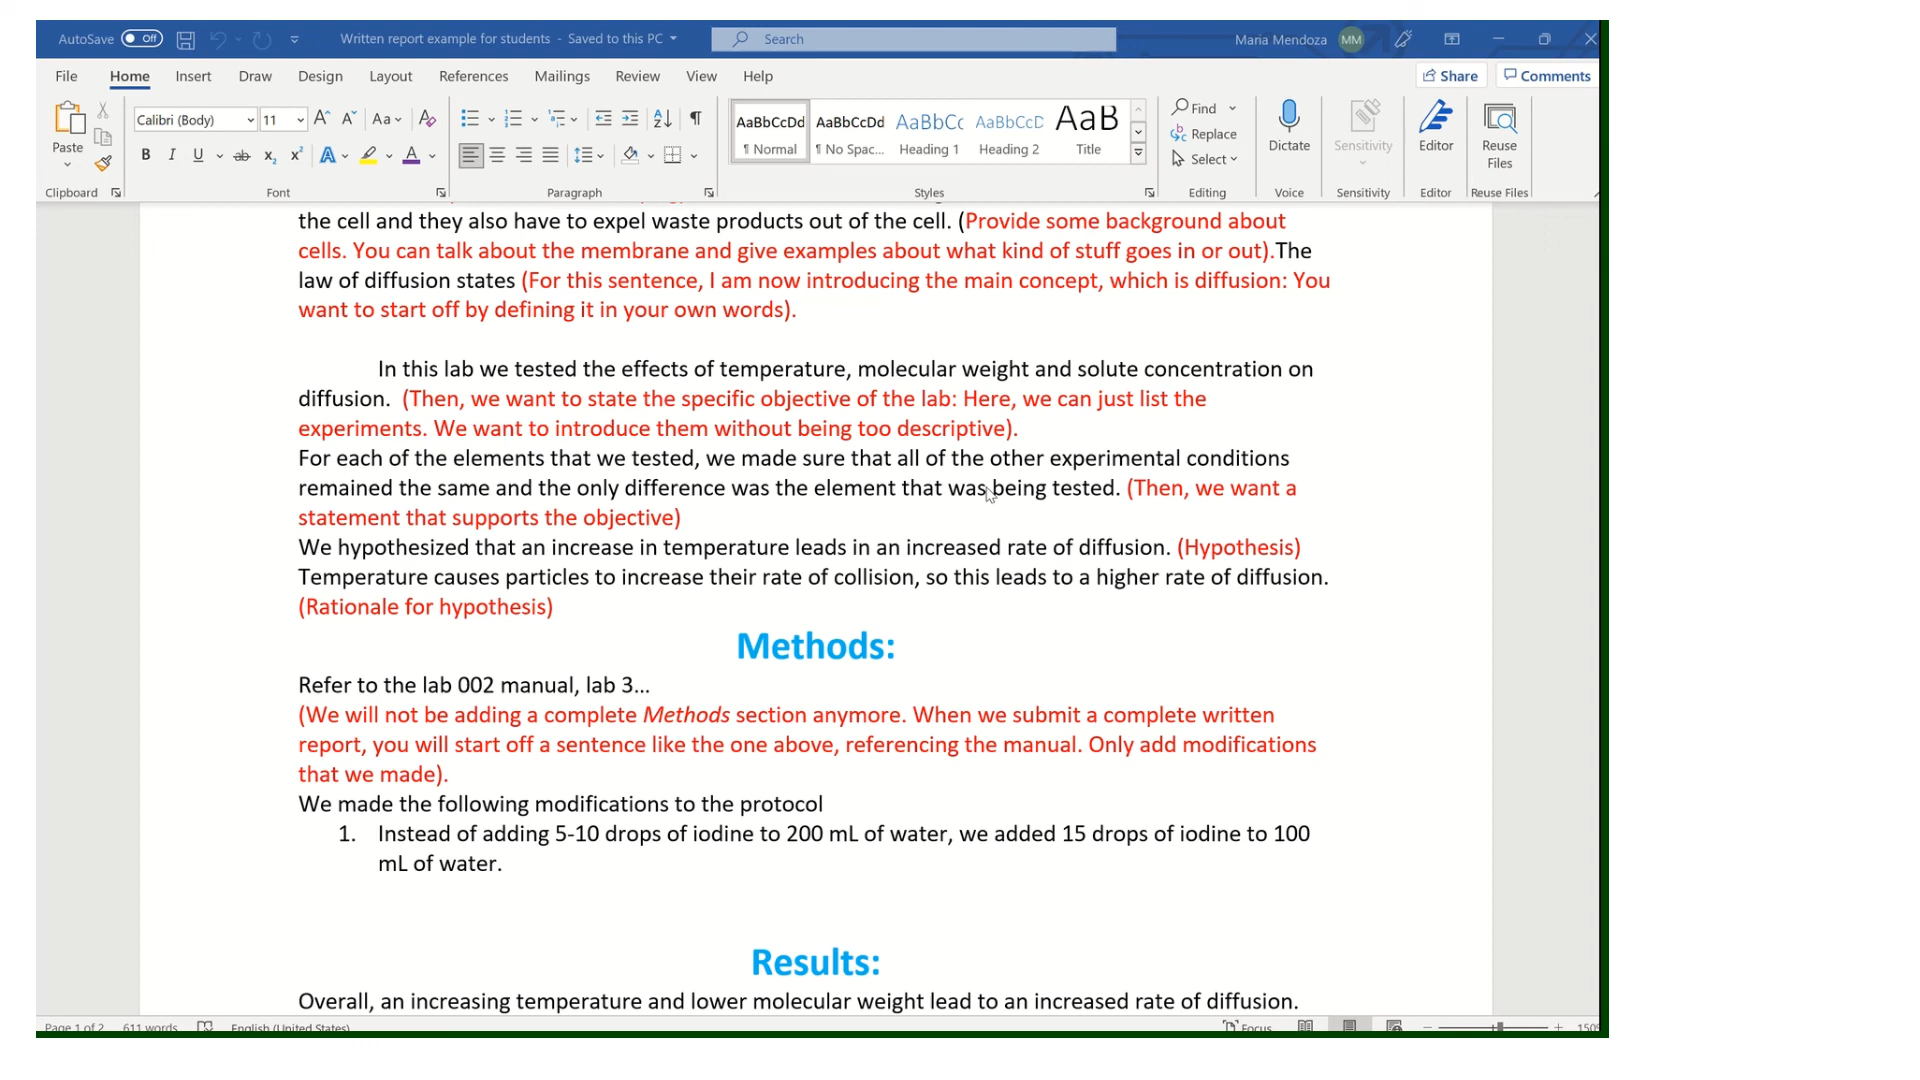 AutoSave Off Written report example for students - Saved to this PC Search Maria Mendoza MM
File Home Insert Draw Design Layout References Mailings Review View Help Share Comments
Paste Calibri (Body) 11 Aa AaBbCcDd AaBbCcDd AaBbCc AaBbCcD AaB Find Replace Select Dictate Sensitivity Editor Reuse Files
Normal No Spac... Heading 1 Heading 2 Title
Clipboard Font Paragraph Styles Editing Voice Sensitivity Editor Reuse Files
the cell and they also have to expel waste products out of the cell. (Provide some background about
cells. You can talk about the membrane and give examples about what kind of stuff goes in or out).The
law of diffusion states (For this sentence, I am now introducing the main concept, which is diffusion: You
want to start off by defining it in your own words).
In this lab we tested the effects of temperature, molecular weight and solute concentration on
diffusion. (Then, we want to state the specific objective of the lab: Here, we can just list the
experiments. We want to introduce them without being too descriptive).
For each of the elements that we tested, we made sure that all of the other experimental conditions
remained the same and the only difference was the element that was being tested. (Then, we want a
statement that supports the objective)
We hypothesized that an increase in temperature leads in an increased rate of diffusion. (Hypothesis)
Temperature causes particles to increase their rate of collision, so this leads to a higher rate of diffusion.
(Rationale for hypothesis)
Methods:
Refer to the lab 002 manual, lab 3...
(We will not be adding a complete Methods section anymore. When we submit a complete written
report, you will start off a sentence like the one above, referencing the manual. Only add modifications
that we made).
We made the following modifications to the protocol
1. Instead of adding 5-10 drops of iodine to 200 mL of water, we added 15 drops of iodine to 100
mL of water.
Results:
Overall, an increasing temperature and lower molecular weight lead to an increased rate of diffusion.
Page 1 of 2 611 words English (United States) Focus 150%